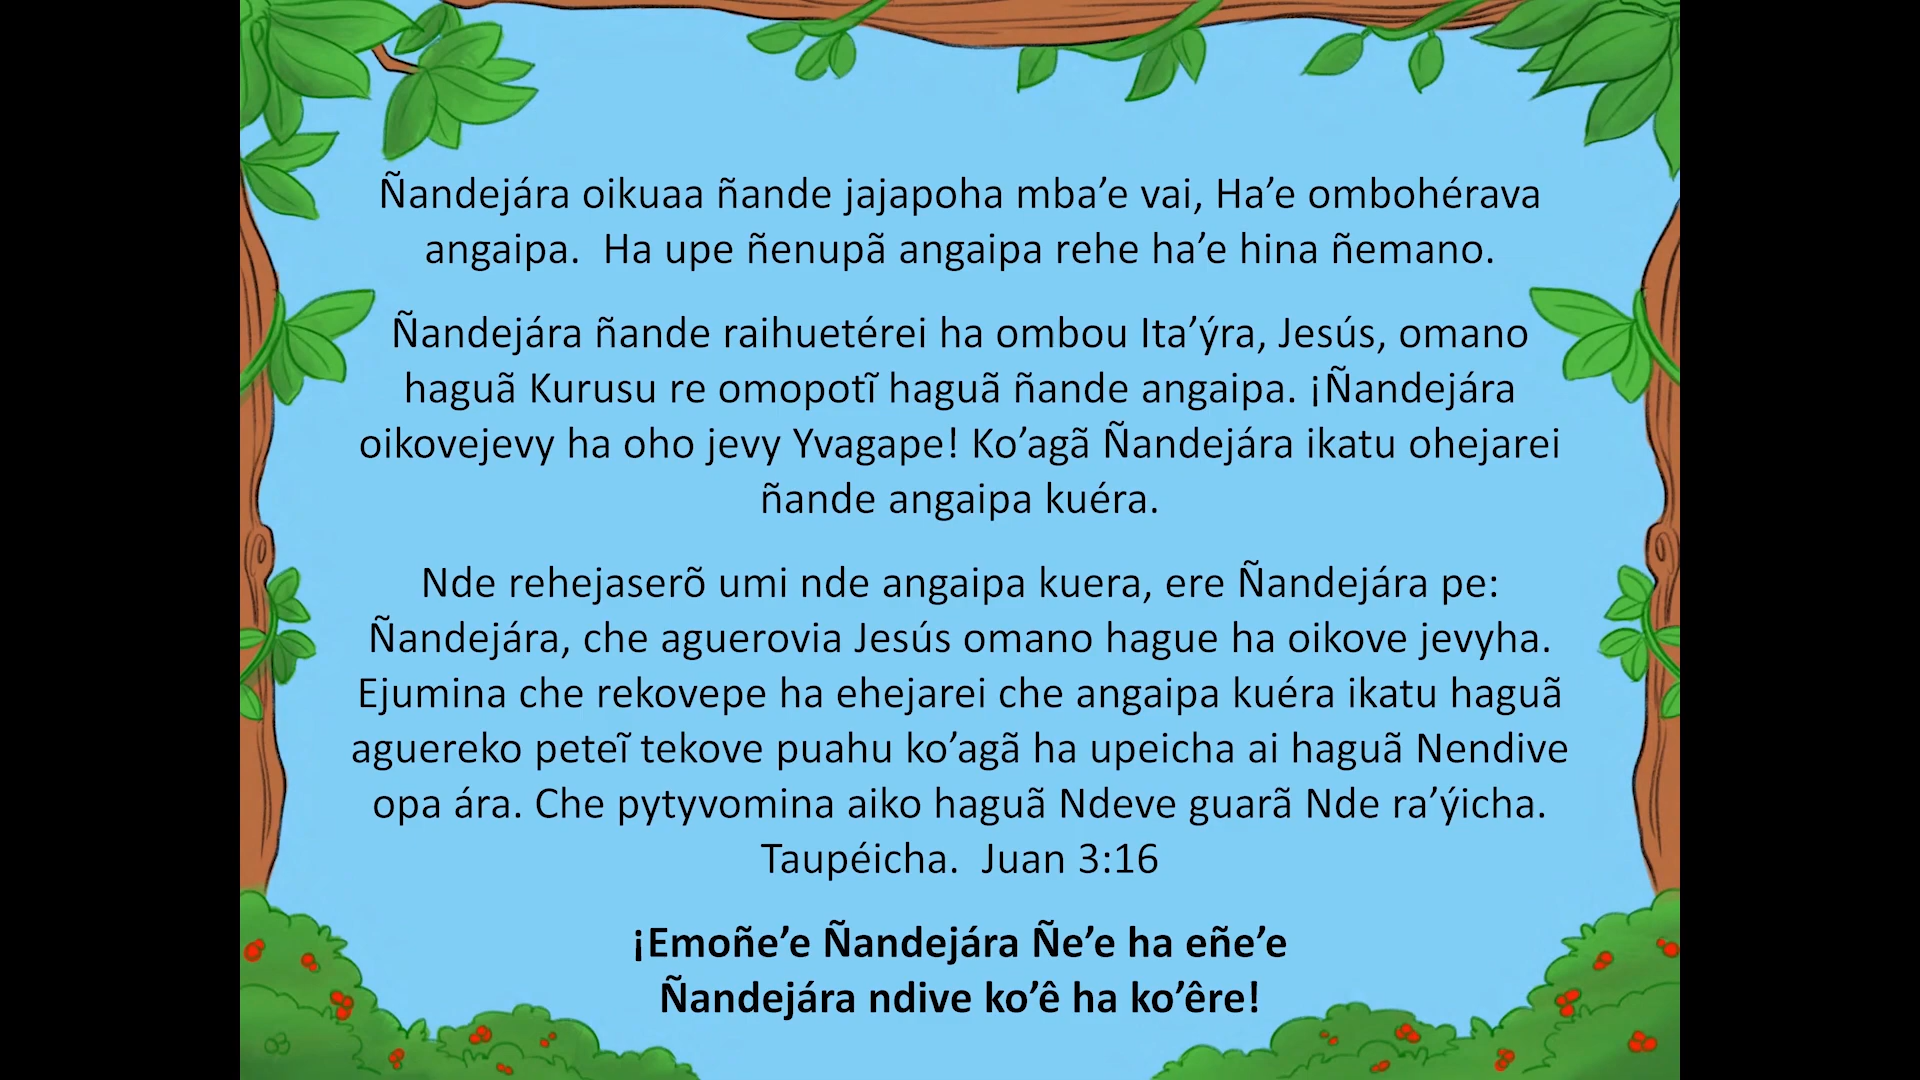 Ñandejára oikuaa ñande jajapoha mba’e vai, Ha’e ombohérava
angaipa.  Ha upe ñenupã angaipa rehe ha’e hina ñemano.
Ñandejára ñande raihuetérei ha ombou Ita’ýra, Jesús, omano
haguã Kurusu re omopotĩ haguã ñande angaipa. ¡Ñandejára
oikovejevy ha oho jevy Yvagape! Ko’agã Ñandejára ikatu ohejarei
ñande angaipa kuéra.
Nde rehejaserõ umi nde angaipa kuera, ere Ñandejára pe:
Ñandejára, che aguerovia Jesús omano hague ha oikove jevyha.
Ejumina che rekovepe ha ehejarei che angaipa kuéra ikatu haguã
aguereko peteĩ tekove puahu ko’agã ha upeicha ai haguã Nendive
opa ára. Che pytyvomina aiko haguã Ndeve guarã Nde ra’ýicha.
Taupéicha.  Juan 3:16
¡Emoñe’e Ñandejára Ñe’e ha eñe’e
Ñandejára ndive ko’ê ha ko’êre!